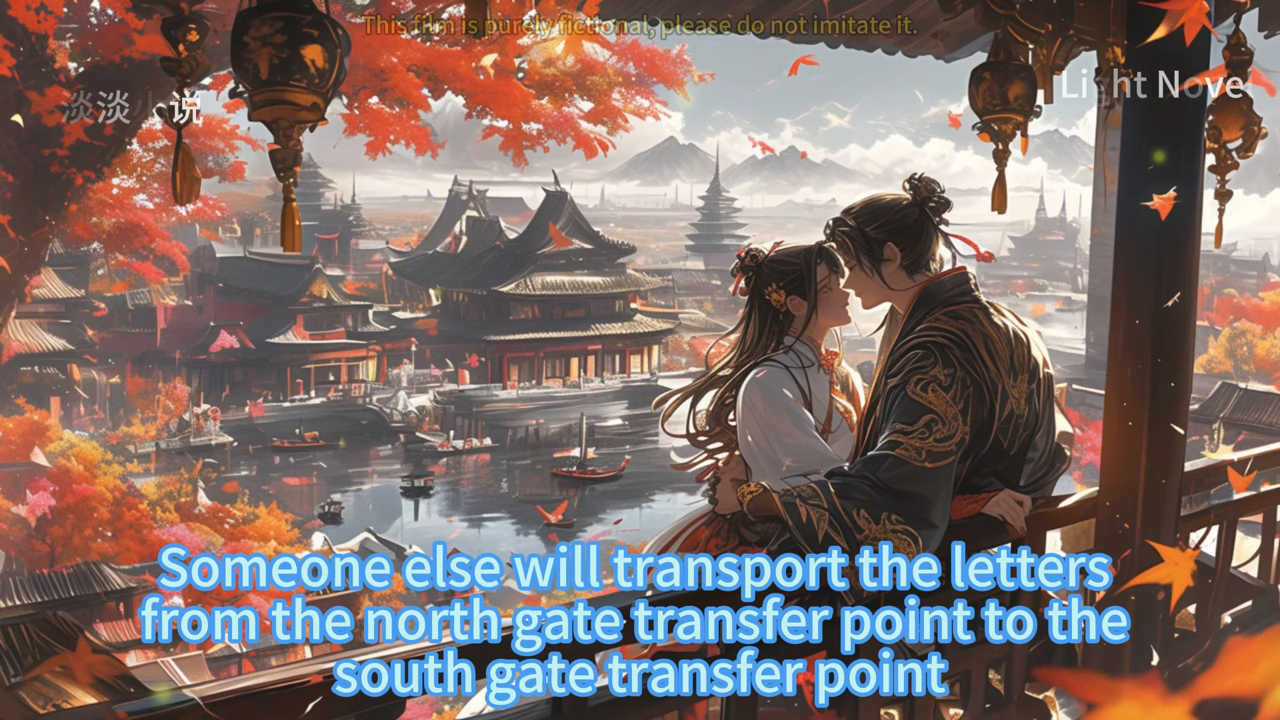 This film is purely fictional, please do not imitate it.
淡淡小说
Light Novel
Someone else will transport the letters
from the north gate transfer point to the
south gate transfer point